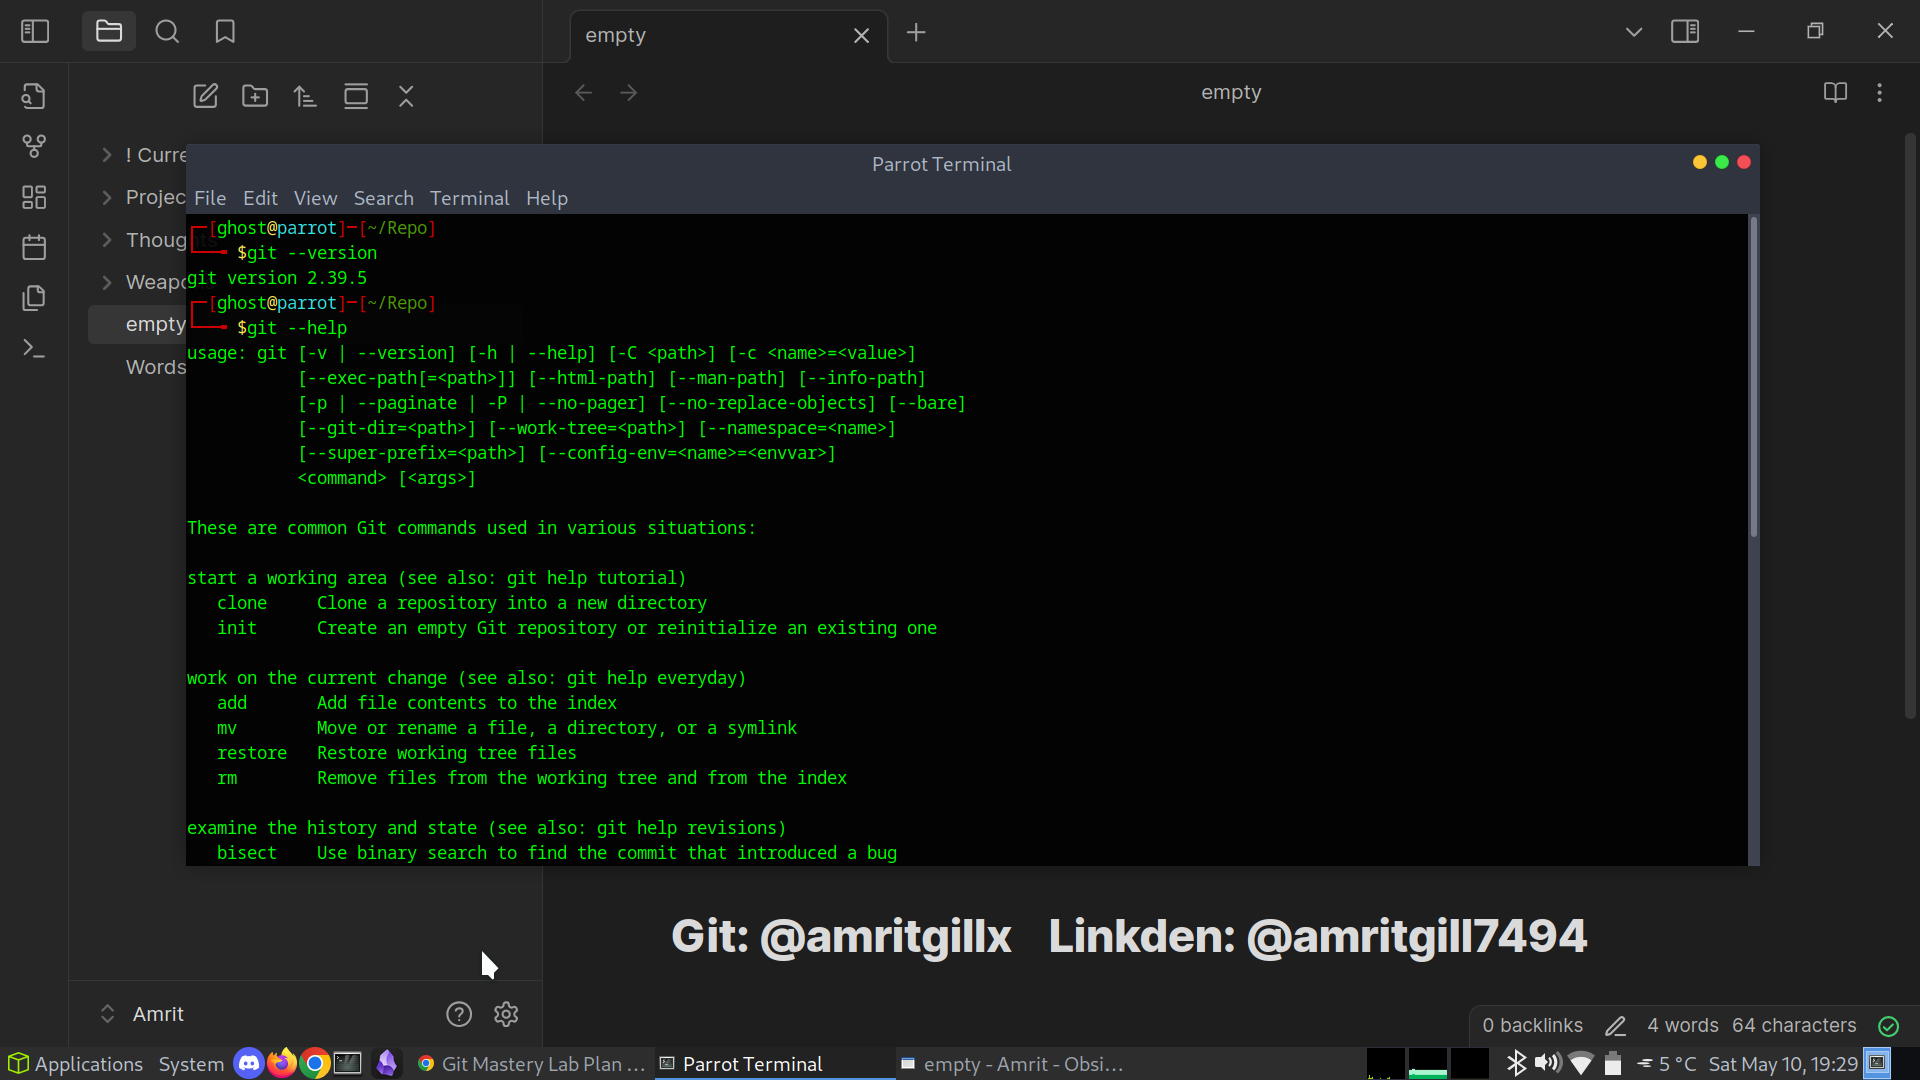 empty
empty
! Curre
Projec
Thoug
Weapo
empty
Words
Parrot Terminal
File Edit View Search Terminal Help
[ghost@parrot]-[~/Repo]
$git --version
git version 2.39.5
[ghost@parrot]-[~/Repo]
$git --help
usage: git [-v | --version] [-h | --help] [-C <path>] [-c <name>=<value>]
[--exec-path[=<path>]] [--html-path] [--man-path] [--info-path]
[-p | --paginate | -P | --no-pager] [--no-replace-objects] [--bare]
[--git-dir=<path>] [--work-tree=<path>] [--namespace=<name>]
[--super-prefix=<path>] [--config-env=<name>=<envvar>]
<command> [<args>]
These are common Git commands used in various situations:
start a working area (see also: git help tutorial)
clone Clone a repository into a new directory
init Create an empty Git repository or reinitialize an existing one
work on the current change (see also: git help everyday)
add Add file contents to the index
mv Move or rename a file, a directory, or a symlink
restore Restore working tree files
rm Remove files from the working tree and from the index
examine the history and state (see also: git help revisions)
bisect Use binary search to find the commit that introduced a bug
Git: @amritgillx Linkden: @amritgill7494
Amrit
0 backlinks 4 words 64 characters
Applications System Git Mastery Lab Plan ... Parrot Terminal empty - Amrit - Obsi... 5 °C Sat May 10, 19:29